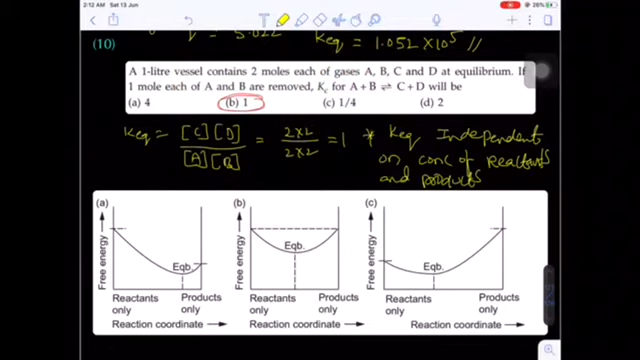 2:12 AM Sat 13 Jun
26%
Keq = 1.052 × 10⁵ //
(10)
A 1-litre vessel contains 2 moles each of gases A, B, C and D at equilibrium. If
1 mole each of A and B are removed, Kc for A + B ⇌ C + D will be
(a) 4 (b) 1 (c) 1/4 (d) 2
Keq = [C][D] / [A][B] = 2×2 / 2×2 = 1 * Keq Independent
on conc of Reactants
and products
(a) (b) (c)
Free energy Free energy Free energy
Eqb. Eqb. Eqb.
Reactants only Products only Reactants only Products only Reactants only Products only
Reaction coordinate Reaction coordinate Reaction coordinate